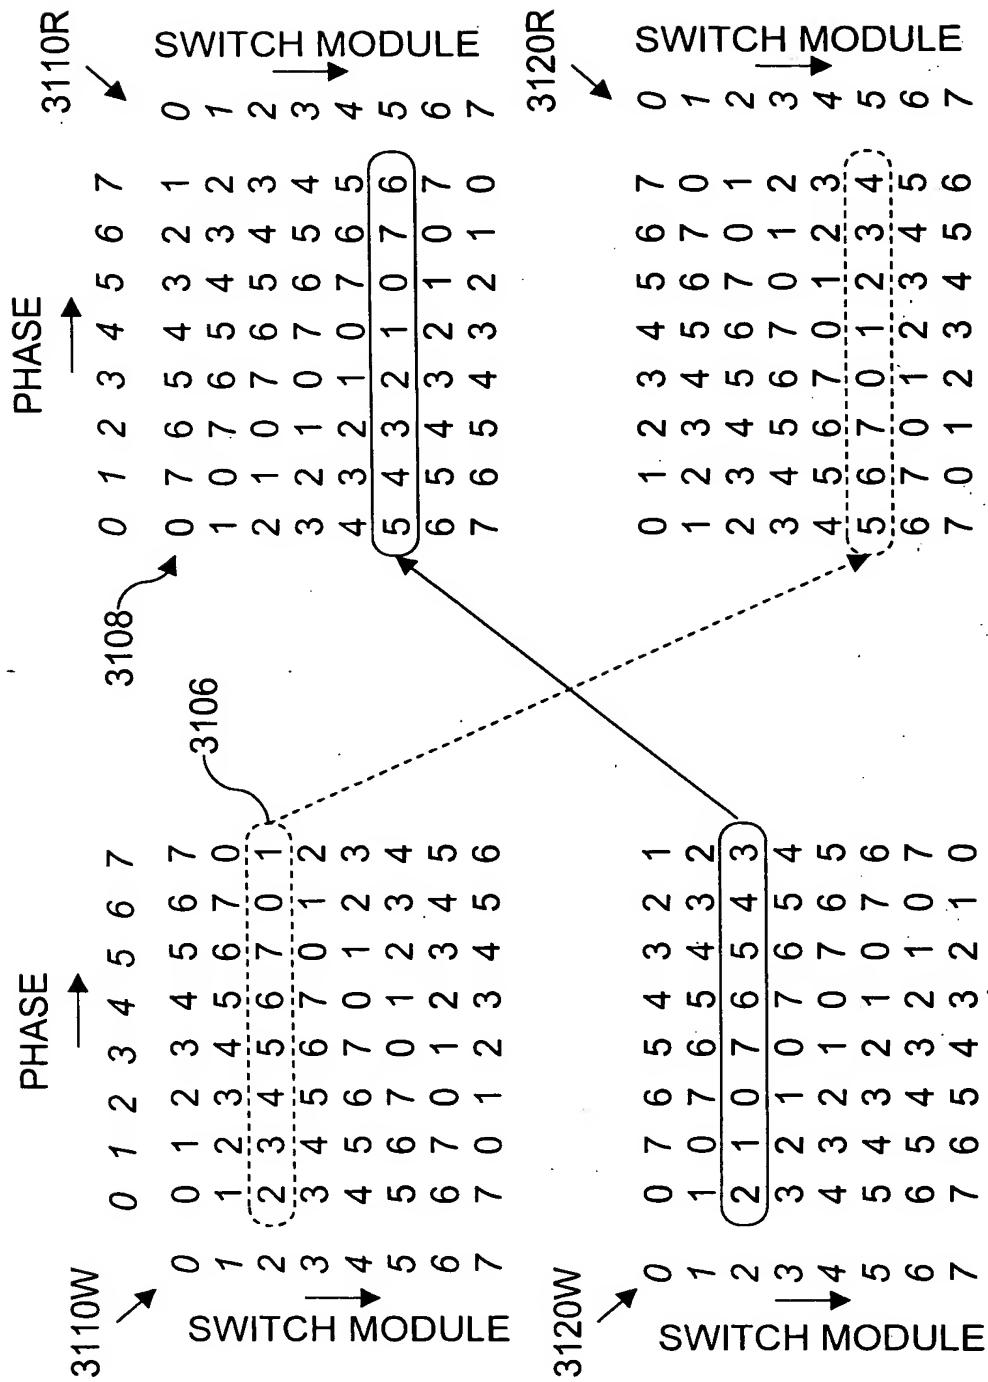 PHASE
0 1 2 3 4 5 6 7
3110W
SWITCH MODULE
0 0 1 2 3 4 5 6 7
1 1 2 3 4 5 6 7 0
2 2 3 4 5 6 7 0 1
3 3 4 5 6 7 0 1 2
4 4 5 6 7 0 1 2 3
5 5 6 7 0 1 2 3 4
6 6 7 0 1 2 3 4 5
7 7 0 1 2 3 4 5 6
3106
3108
PHASE
0 1 2 3 4 5 6 7
3110R
SWITCH MODULE
0 7 6 5 4 3 2 1 0
1 0 7 6 5 4 3 2 1
2 1 0 7 6 5 4 3 2
3 2 1 0 7 6 5 4 3
4 3 2 1 0 7 6 5 4
5 4 3 2 1 0 7 6 5
6 5 4 3 2 1 0 7 6
7 6 5 4 3 2 1 0 7
3120W
SWITCH MODULE
0 0 7 6 5 4 3 2 1
1 1 0 7 6 5 4 3 2
2 2 1 0 7 6 5 4 3
3 3 2 1 0 7 6 5 4
4 4 3 2 1 0 7 6 5
5 5 4 3 2 1 0 7 6
6 6 5 4 3 2 1 0 7
7 7 6 5 4 3 2 1 0
3120R
SWITCH MODULE
0 1 2 3 4 5 6 7 0
1 2 3 4 5 6 7 0 1
2 3 4 5 6 7 0 1 2
3 4 5 6 7 0 1 2 3
4 5 6 7 0 1 2 3 4
5 6 7 0 1 2 3 4 5
6 7 0 1 2 3 4 5 6
7 0 1 2 3 4 5 6 7